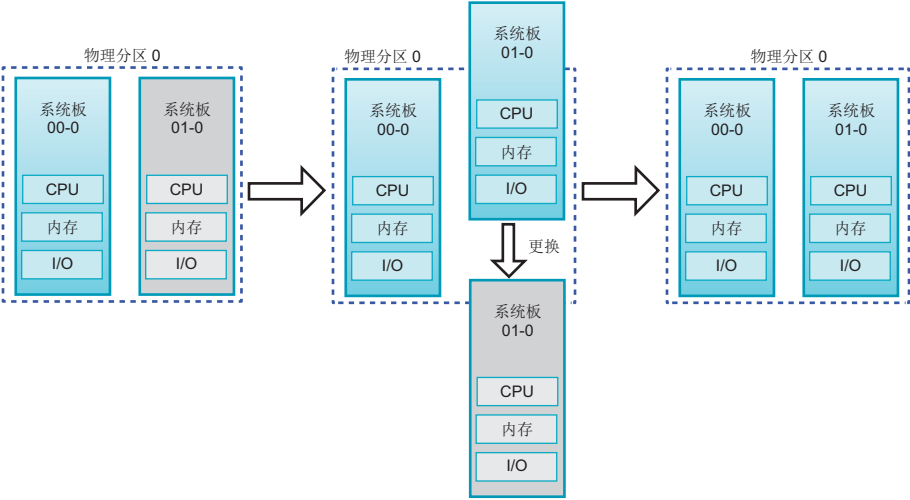 物理分区 0
系统板
00-0
CPU
内存
I/O
系统板
01-0
CPU
内存
I/O
物理分区 0
系统板
00-0
CPU
内存
I/O
系统板
01-0
CPU
内存
I/O
更换
系统板
01-0
CPU
内存
I/O
物理分区 0
系统板
00-0
CPU
内存
I/O
系统板
01-0
CPU
内存
I/O